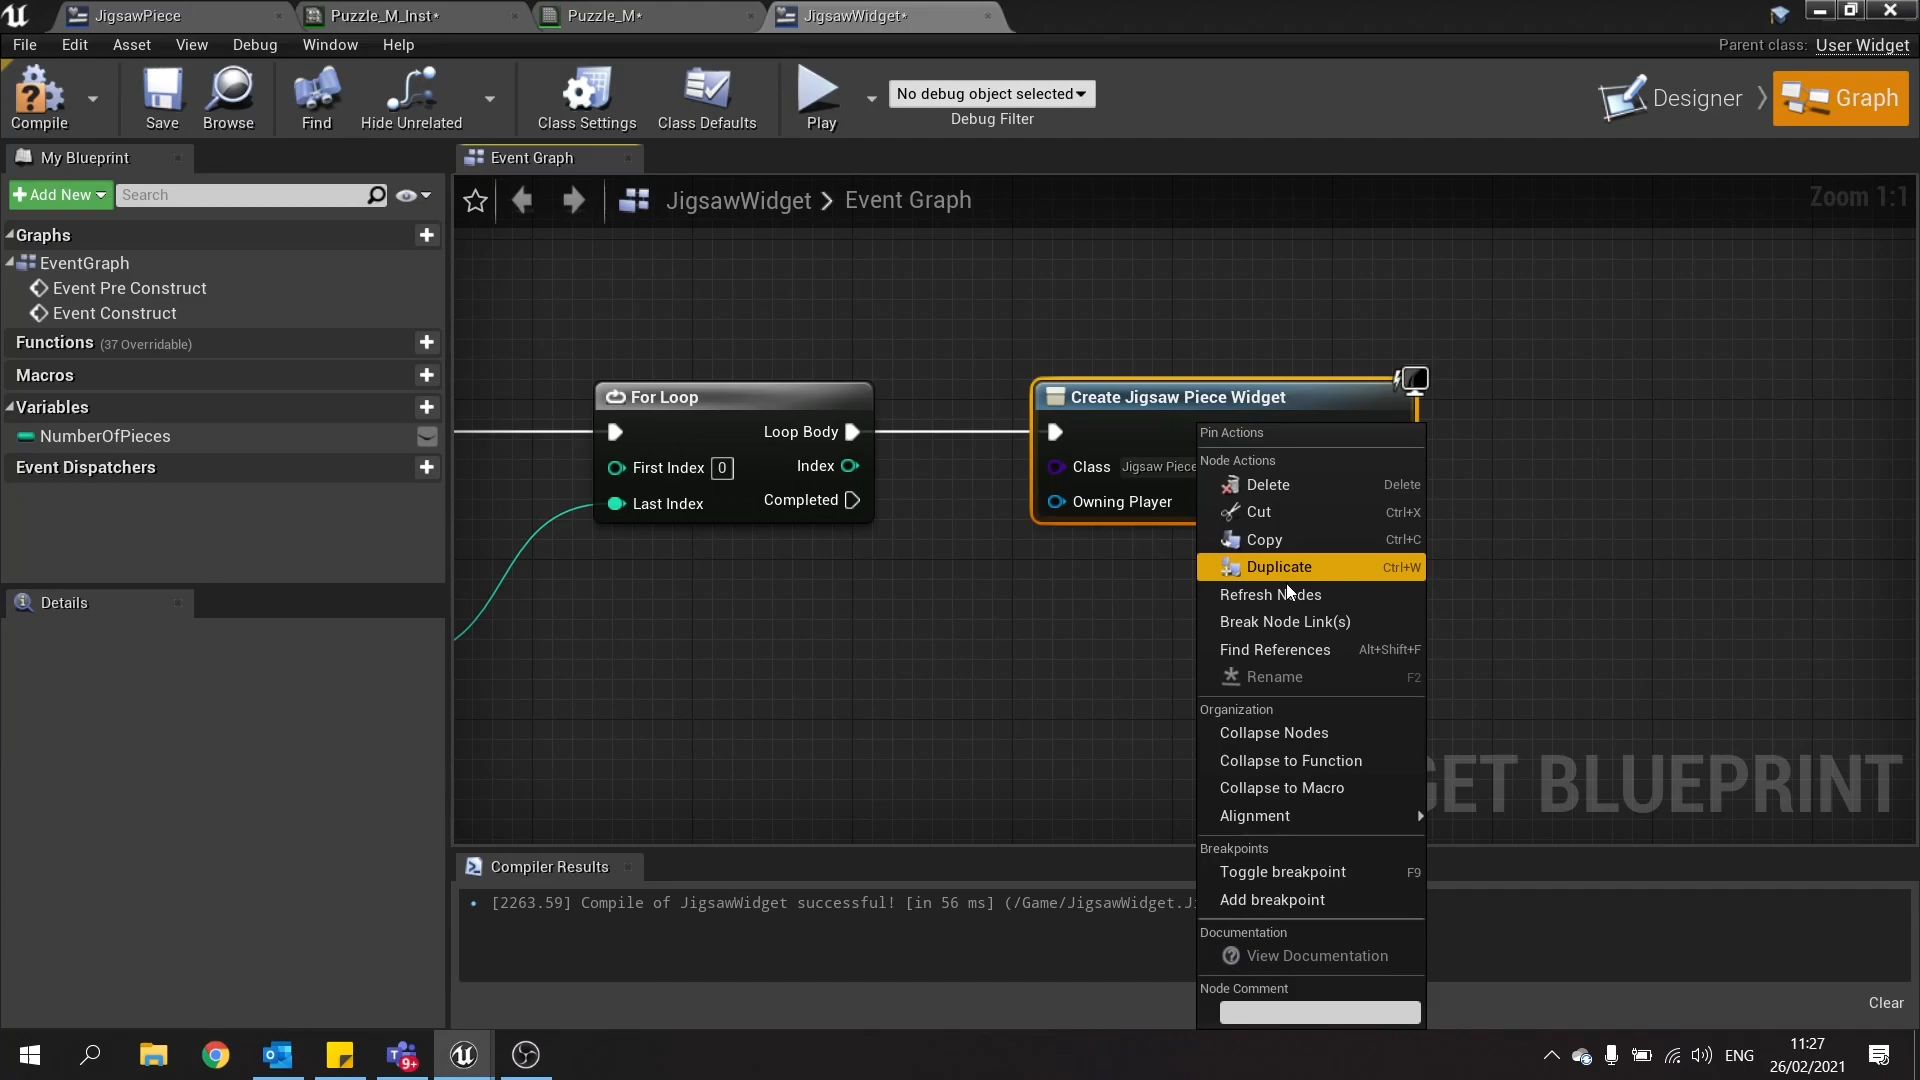 JigsawPiece
Puzzle_M_Inst*
Puzzle_M*
JigsawWidget*
File Edit Asset View Debug Window Help
Parent class: User Widget
Compile
Save
Browse
Find
Hide Unrelated
Class Settings
Class Defaults
Play
No debug object selected
Debug Filter
Designer
Graph
My Blueprint
Event Graph
Add New
Search
JigsawWidget > Event Graph
Zoom 1:1
Graphs
EventGraph
Event Pre Construct
Event Construct
Functions (37 Overridable)
Macros
Variables
NumberOfPieces
Event Dispatchers
Details
For Loop
Loop Body
First Index 0
Index
Last Index
Completed
Create Jigsaw Piece Widget
Class Jigsaw Piece
Owning Player
Pin Actions
Node Actions
Delete Delete
Cut Ctrl+X
Copy Ctrl+C
Duplicate Ctrl+W
Refresh Nodes
Break Node Link(s)
Find References Alt+Shift+F
Rename F2
Organization
Collapse Nodes
Collapse to Function
Collapse to Macro
Alignment
Breakpoints
Toggle breakpoint F9
Add breakpoint
Documentation
View Documentation
Node Comment
GET BLUEPRINT
Compiler Results
[2263.59] Compile of JigsawWidget successful! [in 56 ms] (/Game/JigsawWidget.Ji
Clear
9+
ENG
11:27
26/02/2021